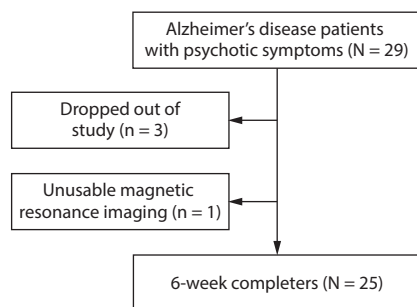 Alzheimer’s disease patients
with psychotic symptoms (N = 29)
Dropped out of
study (n = 3)
Unusable magnetic
resonance imaging (n = 1)
6-week completers (N = 25)